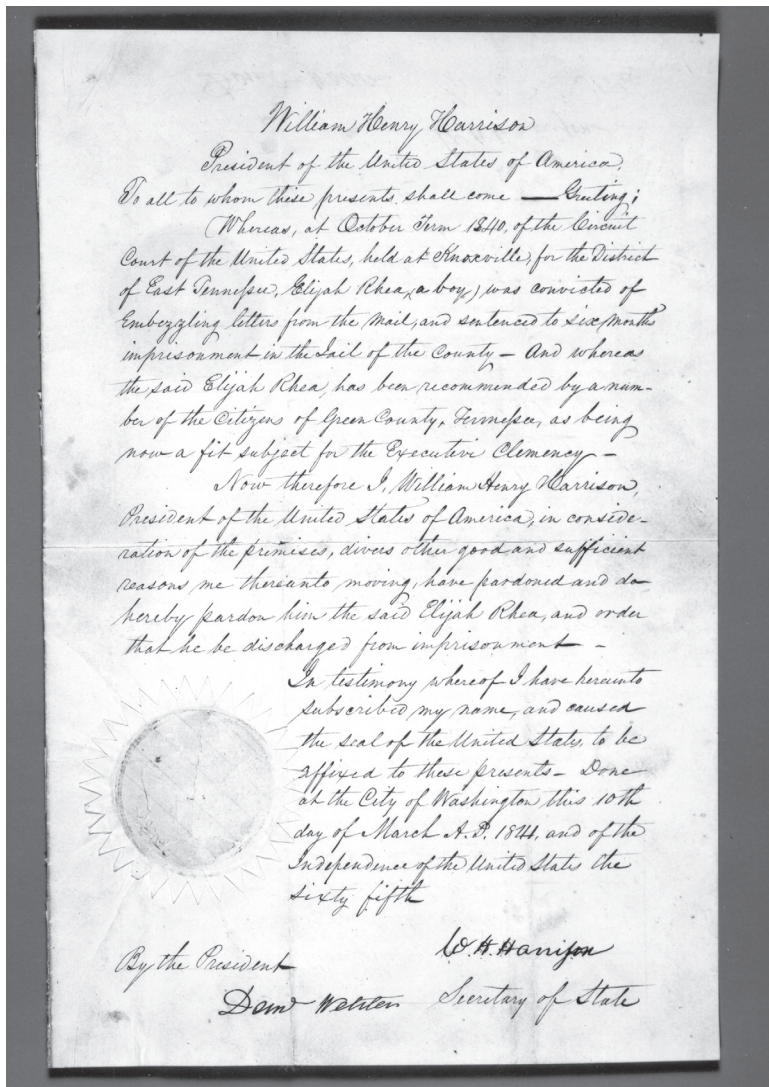 William Henry Harrison
President of the United States of America,
To all to whom these presents shall come — Greeting;
Whereas, at October Term 1840, of the Circuit
Court of the United States, held at Knoxville, for the District
of East Tennessee, Elijah Rhea, (a boy) was convicted of
Embezzling letters from the Mail, and sentenced to six months
imprisonment in the Jail of the County – And whereas
the said Elijah Rhea, has been recommended by a num-
ber of the Citizens of Green County, Tennessee, as being
now a fit subject for the Executive Clemency –
Now therefore I, William Henry Harrison,
President of the United States of America, in conside-
ration of the premises, divers other good and sufficient
reasons me thereunto moving, have pardoned and do
hereby pardon him the said Elijah Rhea, and order
that he be discharged from imprisonment –
In testimony whereof I have hereunto
subscribed my name, and caused
the seal of the United States, to be
affixed to these presents – Done
at the City of Washington this 10th
day of March A.D. 1841, and of the
Independence of the United States the
sixty fifth
W. H. Harrison
By the President
Danl Webster Secretary of State